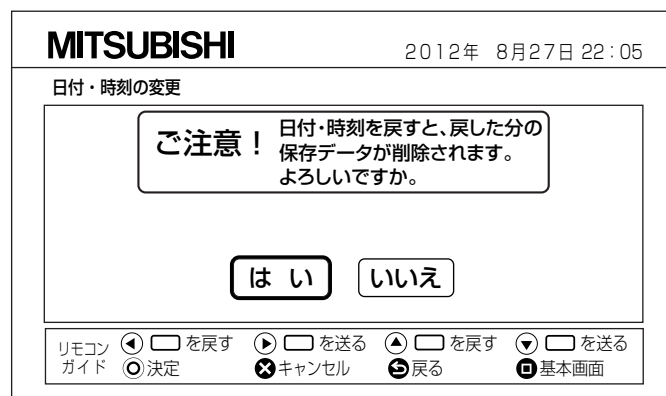 MITSUBISHI 2012年 8月27日 22:05
日付・時刻の変更
ご注意！ 日付・時刻を戻すと、戻した分の
保存データが削除されます。
よろしいですか。
はい いいえ
リモコン を戻す を送る を戻す を送る
ガイド 決定 キャンセル 戻る 基本画面